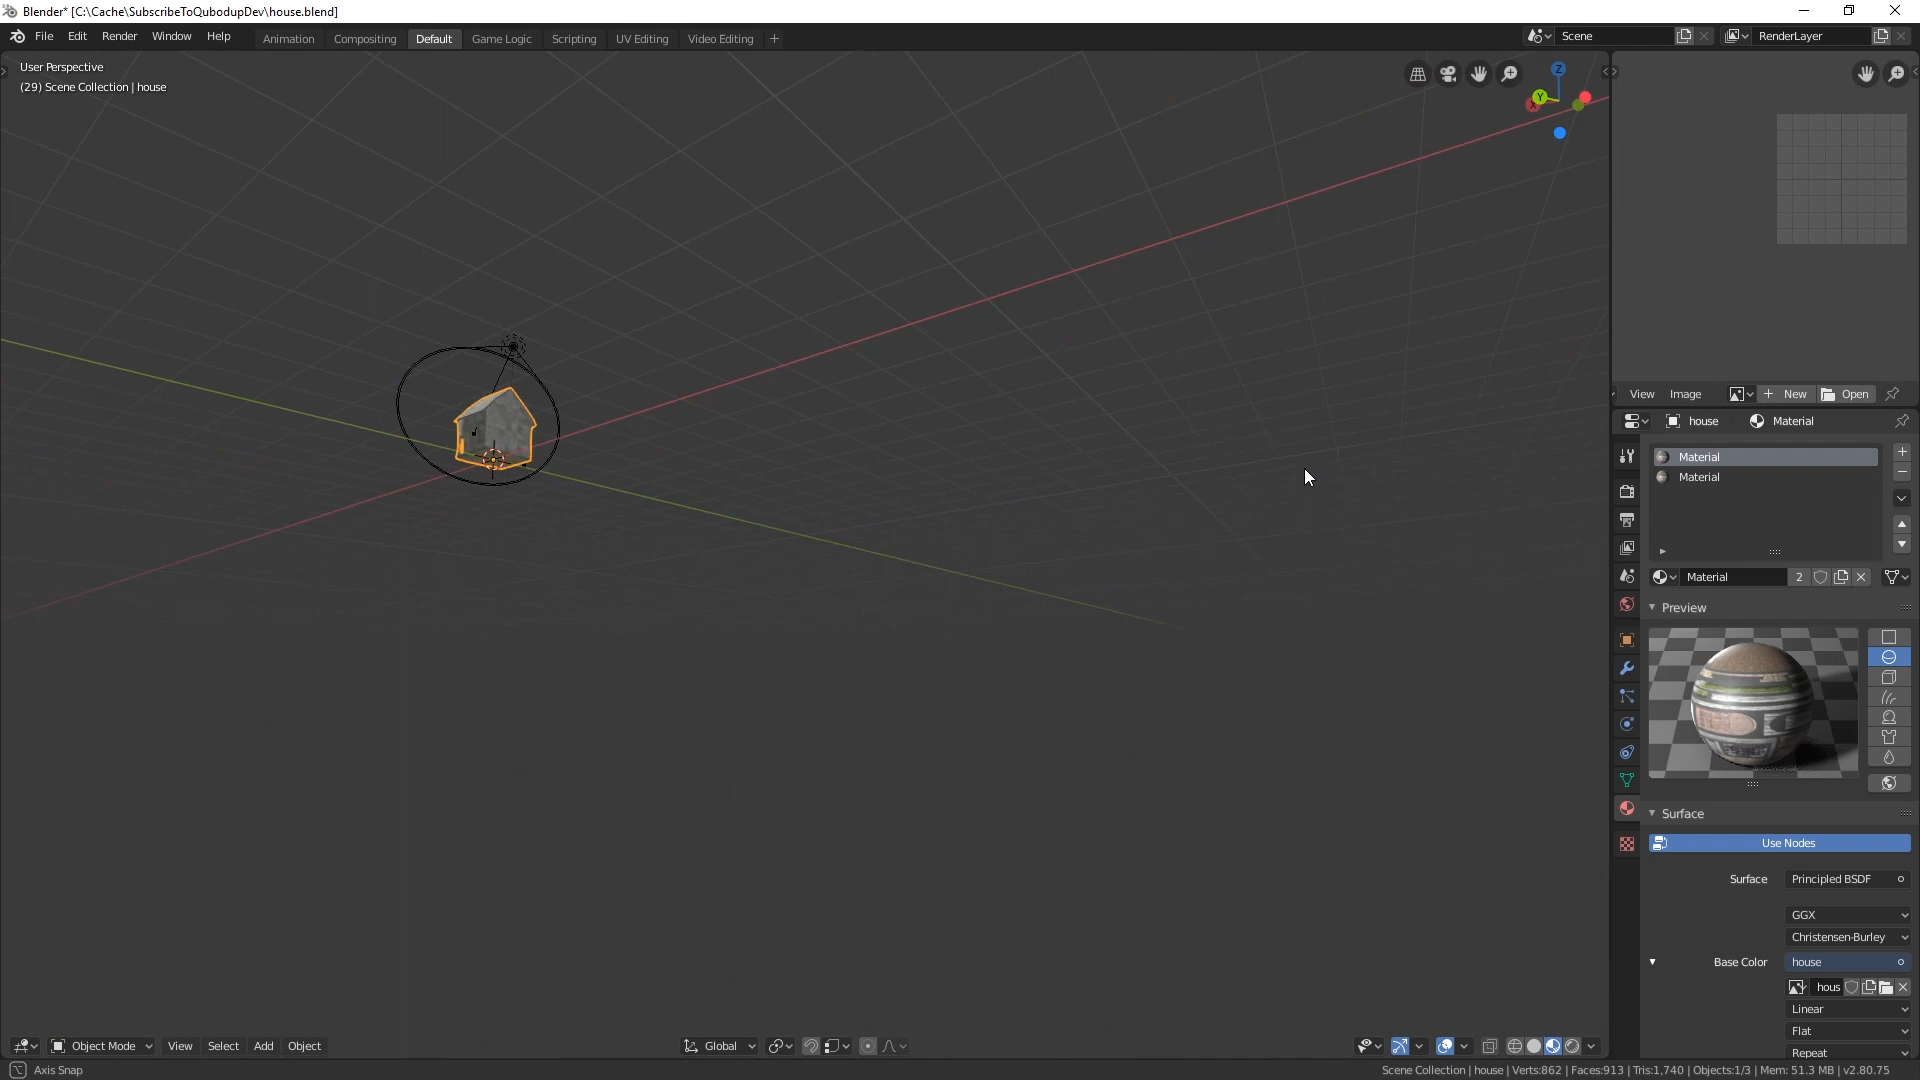 Blender* [C:\Cache\SubscribeToQubodupDev\house.blend]
File Edit Render Window Help Animation Compositing Default Game Logic Scripting UV Editing Video Editing + Scene RenderLayer
User Perspective
(29) Scene Collection | house
Z
Y
X
View Image + New Open
house Material
Material
Material
Material 2
Preview
Surface
Use Nodes
Surface Principled BSDF
GGX
Christensen-Burley
Base Color house
hous
Linear
Flat
Repeat
Object Mode View Select Add Object Global
Axis Snap
Scene Collection | house | Verts:862 | Faces:913 | Tris:1,740 | Objects:1/3 | Mem: 51.3 MB | v2.80.75